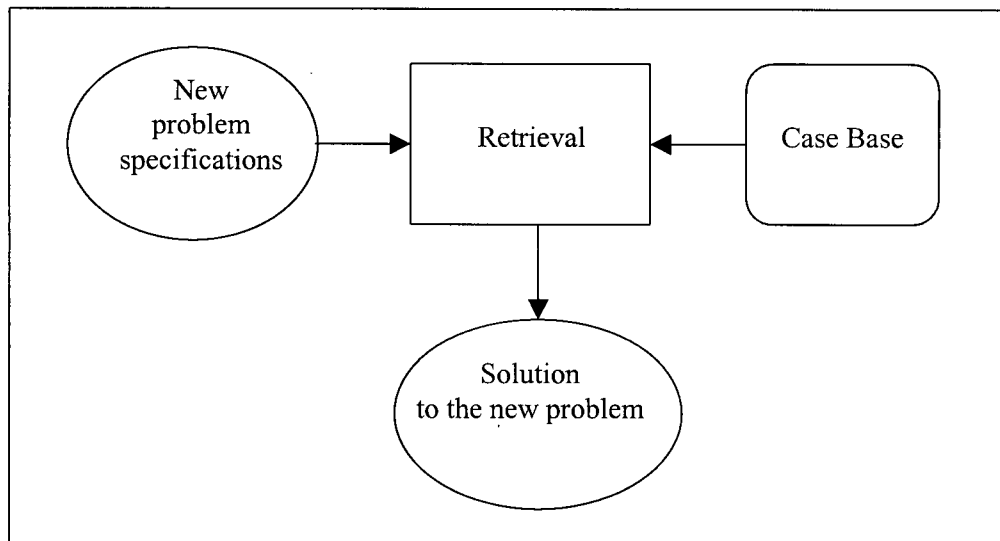 New
problem
specifications
Retrieval
Case Base
Solution
to the new problem